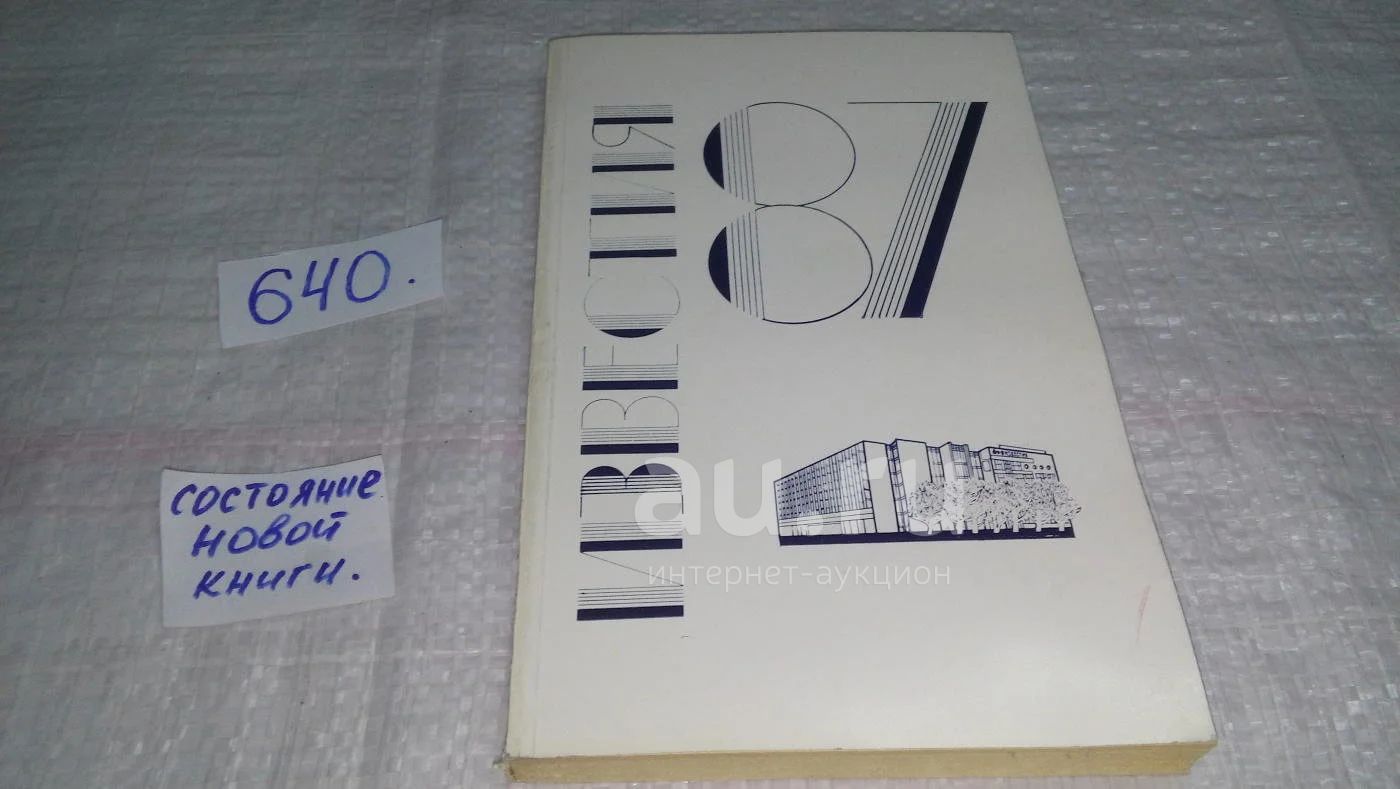 640.
состояние
новой
книги.
ИЗВЕСТИЯ
87
au.ru
интернет-аукцион